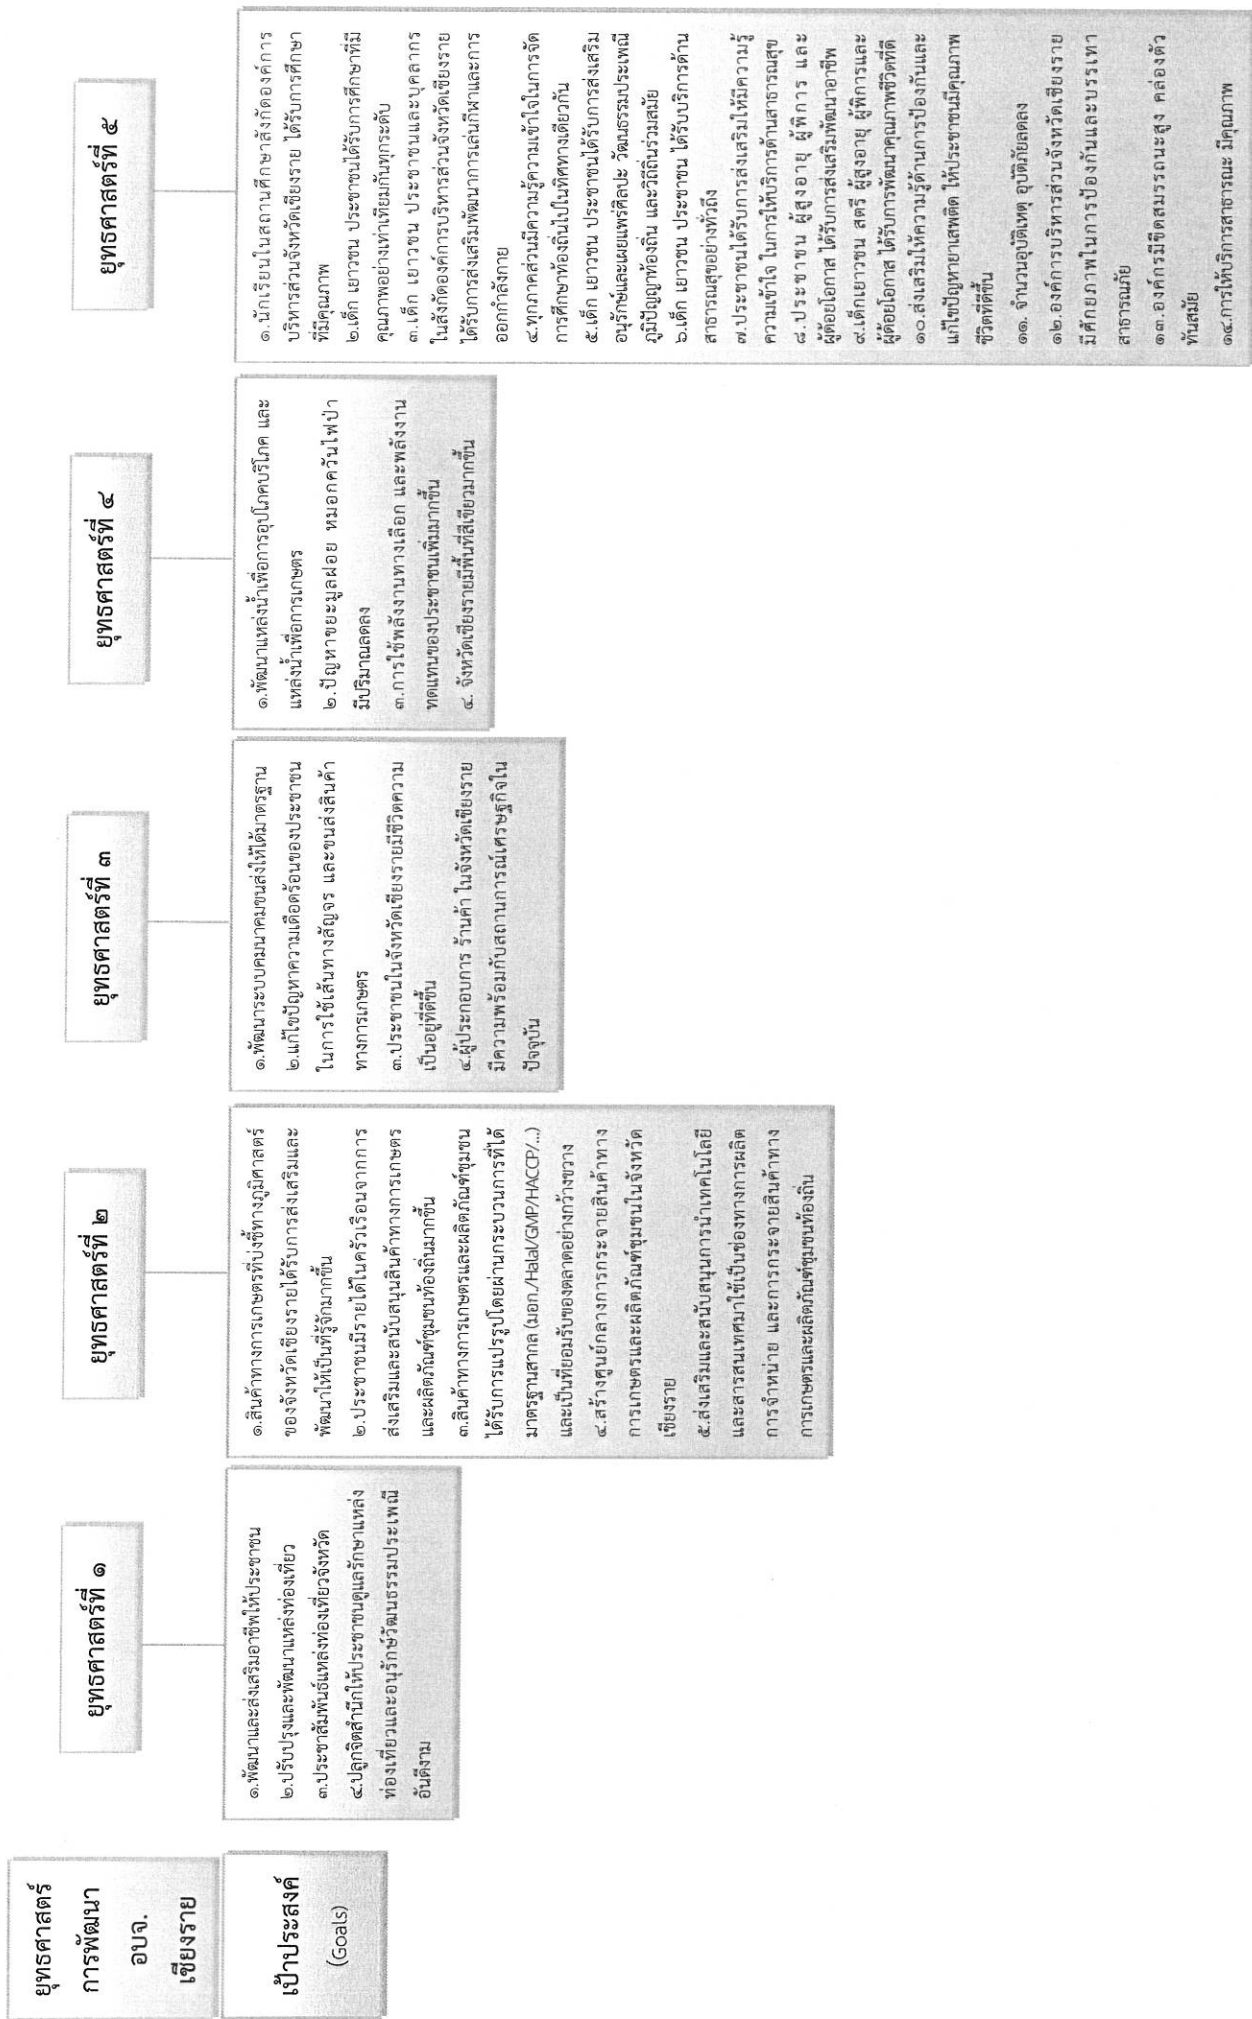 ยุทธศาสตร์
การพัฒนา
อบจ.
เชียงราย
เป้าประสงค์
(Goals)
ยุทธศาสตร์ที่ ๑
๑.พัฒนาและส่งเสริมอาชีพให้ประชาชน
๒.ปรับปรุงและพัฒนาแหล่งท่องเที่ยว
๓.ประชาสัมพันธ์แหล่งท่องเที่ยวจังหวัด
๔.ปลูกจิตสำนึกให้ประชาชนดูแลรักษาแหล่ง
ท่องเที่ยวและอนุรักษ์วัฒนธรรมประเพณี
อันดีงาม
ยุทธศาสตร์ที่ ๒
๑.สินค้าทางการเกษตรที่บ่งชี้ทางภูมิศาสตร์
ของจังหวัดเชียงรายได้รับการส่งเสริมและ
พัฒนาให้เป็นที่รู้จักมากขึ้น
๒.ประชาชนมีรายได้ในครัวเรือนจากการ
ส่งเสริมและสนับสนุนสินค้าทางการเกษตร
และผลิตภัณฑ์ชุมชนท้องถิ่นมากขึ้น
๓.สินค้าทางการเกษตรและผลิตภัณฑ์ชุมชน
ได้รับการแปรรูปโดยผ่านกระบวนการที่ได้
มาตรฐานสากล (มอก./Halal/GMP/HACCP/...)
และเป็นที่ยอมรับของตลาดอย่างกว้างขวาง
๔.สร้างศูนย์กลางการกระจายสินค้าทาง
การเกษตรและผลิตภัณฑ์ชุมชนในจังหวัด
เชียงราย
๕.ส่งเสริมและสนับสนุนการนำเทคโนโลยี
และสารสนเทศมาใช้เป็นช่องทางการผลิต
การจำหน่าย และการกระจายสินค้าทาง
การเกษตรและผลิตภัณฑ์ชุมชนท้องถิ่น
ยุทธศาสตร์ที่ ๓
๑.พัฒนาระบบคมนาคมขนส่งให้ได้มาตรฐาน
๒.แก้ไขปัญหาความเดือดร้อนของประชาชน
ในการใช้เส้นทางสัญจร และขนส่งสินค้า
ทางการเกษตร
๓.ประชาชนในจังหวัดเชียงรายมีชีวิตความ
เป็นอยู่ที่ดีขึ้น
๔.ผู้ประกอบการ ร้านค้า ในจังหวัดเชียงราย
มีความพร้อมกับสถานการณ์เศรษฐกิจใน
ปัจจุบัน
ยุทธศาสตร์ที่ ๔
๑.พัฒนาแหล่งน้ำเพื่อการอุปโภคบริโภค และ
แหล่งน้ำเพื่อการเกษตร
๒.ปัญหาขยะมูลฝอย หมอกควันไฟป่า
มีปริมาณลดลง
๓.การใช้พลังงานทางเลือก และพลังงาน
ทดแทนของประชาชนเพิ่มมากขึ้น
๔. จังหวัดเชียงรายมีพื้นที่สีเขียวมากขึ้น
ยุทธศาสตร์ที่ ๕
๑.นักเรียนในสถานศึกษาสังกัดองค์การ
บริหารส่วนจังหวัดเชียงราย ได้รับการศึกษา
ที่มีคุณภาพ
๒.เด็ก เยาวชน ประชาชนได้รับการศึกษาที่มี
คุณภาพอย่างเท่าเทียมกันทุกระดับ
๓.เด็ก เยาวชน ประชาชนและบุคลากร
ในสังกัดองค์การบริหารส่วนจังหวัดเชียงราย
ได้รับการส่งเสริมพัฒนาการเล่นกีฬาและการ
ออกกำลังกาย
๔.ทุกภาคส่วนมีความรู้ความเข้าใจในการจัด
การศึกษาท้องถิ่นไปในทิศทางเดียวกัน
๕.เด็ก เยาวชน ประชาชนได้รับการส่งเสริม
อนุรักษ์และเผยแพร่ศิลปะ วัฒนธรรมประเพณี
ภูมิปัญญาท้องถิ่น และวิถีถิ่นร่วมสมัย
๖.เด็ก เยาวชน ประชาชน ได้รับบริการด้าน
สาธารณสุขอย่างทั่วถึง
๗.ประชาชนได้รับการส่งเสริมให้มีความรู้
ความเข้าใจ ในการให้บริการด้านสาธารณสุข
๘.ประชาชน ผู้สูงอายุ ผู้พิการ และ
ผู้ด้อยโอกาส ได้รับการส่งเสริมพัฒนาอาชีพ
๙.เด็กเยาวชน สตรี ผู้สูงอายุ ผู้พิการและ
ผู้ด้อยโอกาส ได้รับการพัฒนาคุณภาพชีวิตที่ดี
๑๐.ส่งเสริมให้ความรู้ด้านการป้องกันและ
แก้ไขปัญหายาเสพติด ให้ประชาชนมีคุณภาพ
ชีวิตที่ดีขึ้น
๑๑. จำนวนอุบัติเหตุ อุบัติภัยลดลง
๑๒.องค์การบริหารส่วนจังหวัดเชียงราย
มีศักยภาพในการป้องกันและบรรเทา
สาธารณภัย
๑๓.องค์กรมีขีดสมรรถนะสูง คล่องตัว
ทันสมัย
๑๔.การให้บริการสาธารณะ มีคุณภาพ